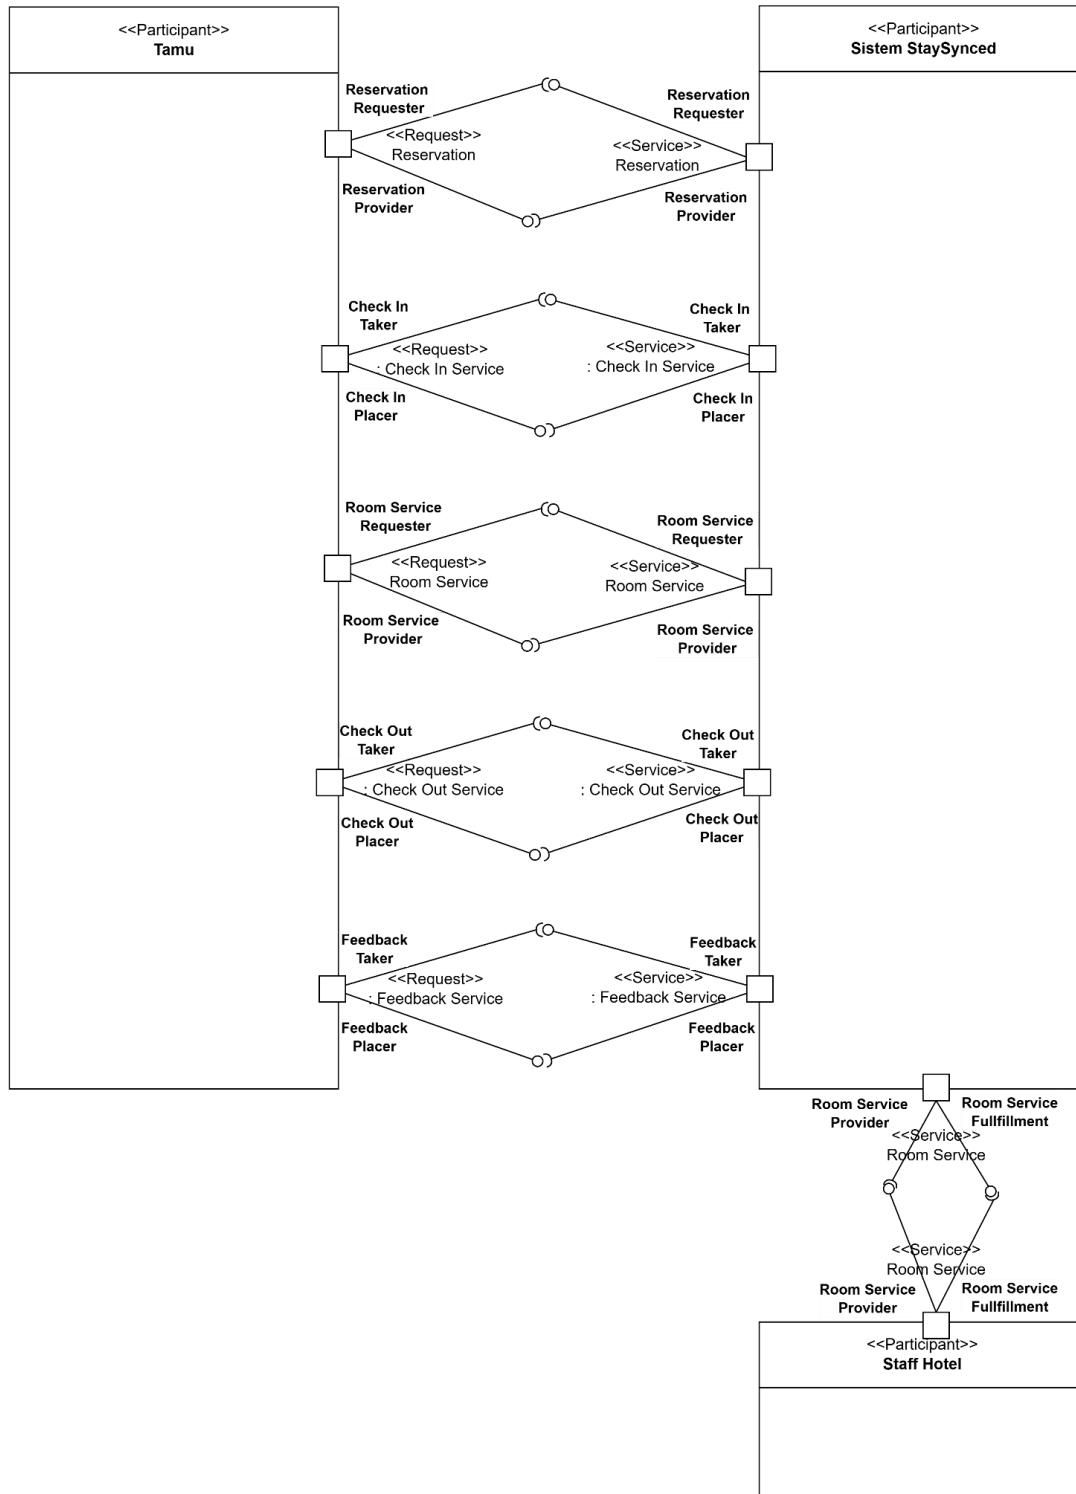 <<Participant>>
Tamu
<<Participant>>
Sistem StaySynced
Reservation
Requester
<<Request>>
Reservation
Reservation
Provider
Reservation
Requester
<<Service>>
Reservation
Reservation
Provider
Check In
Taker
<<Request>>
: Check In Service
Check In
Placer
Check In
Taker
<<Service>>
: Check In Service
Check In
Placer
Room Service
Requester
<<Request>>
Room Service
Room Service
Provider
Room Service
Requester
<<Service>>
Room Service
Room Service
Provider
Check Out
Taker
<<Request>>
: Check Out Service
Check Out
Placer
Check Out
Taker
<<Service>>
: Check Out Service
Check Out
Placer
Feedback
Taker
<<Request>>
: Feedback Service
Feedback
Placer
Feedback
Taker
<<Service>>
: Feedback Service
Feedback
Placer
Room Service
Provider
Room Service
Fullfillment
<<Service>>
Room Service
<<Service>>
Room Service
Room Service
Provider
Room Service
Fullfillment
<<Participant>>
Staff Hotel